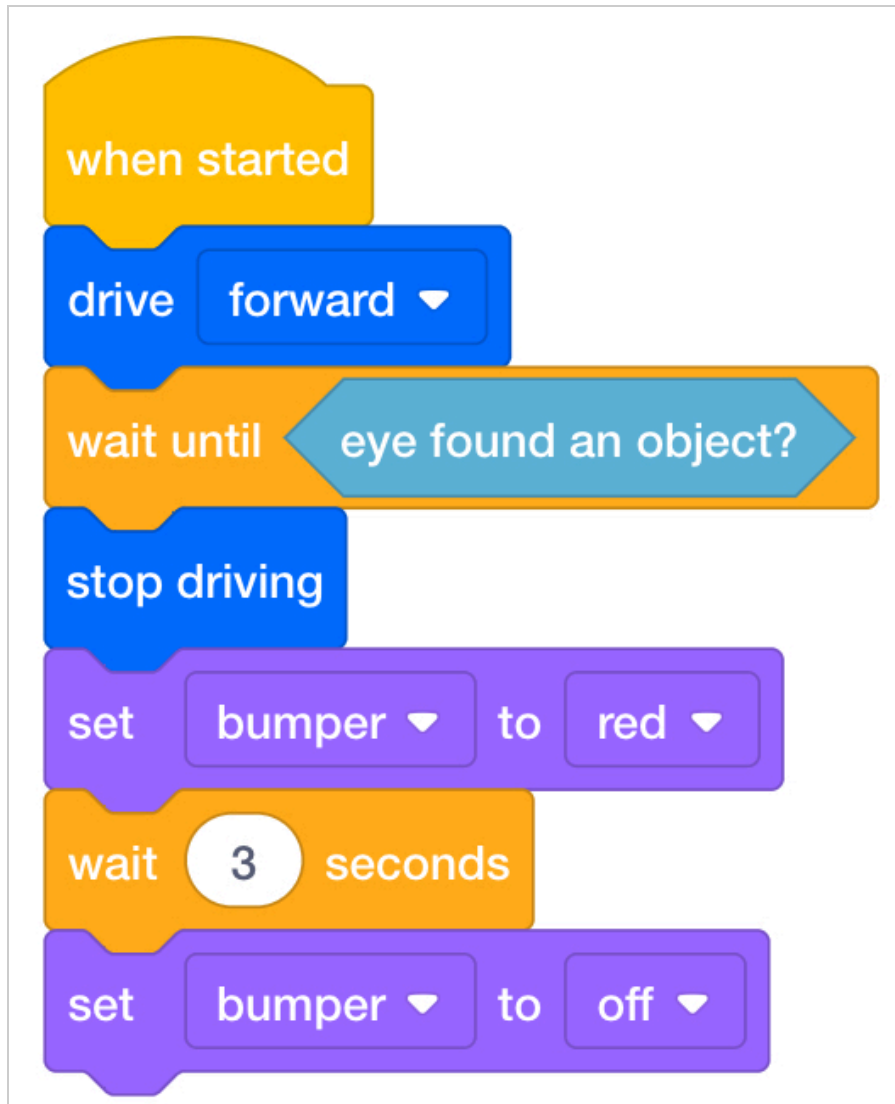 when started
drive forward
wait until eye found an object?
stop driving
set bumper to red
wait 3 seconds
set bumper to off